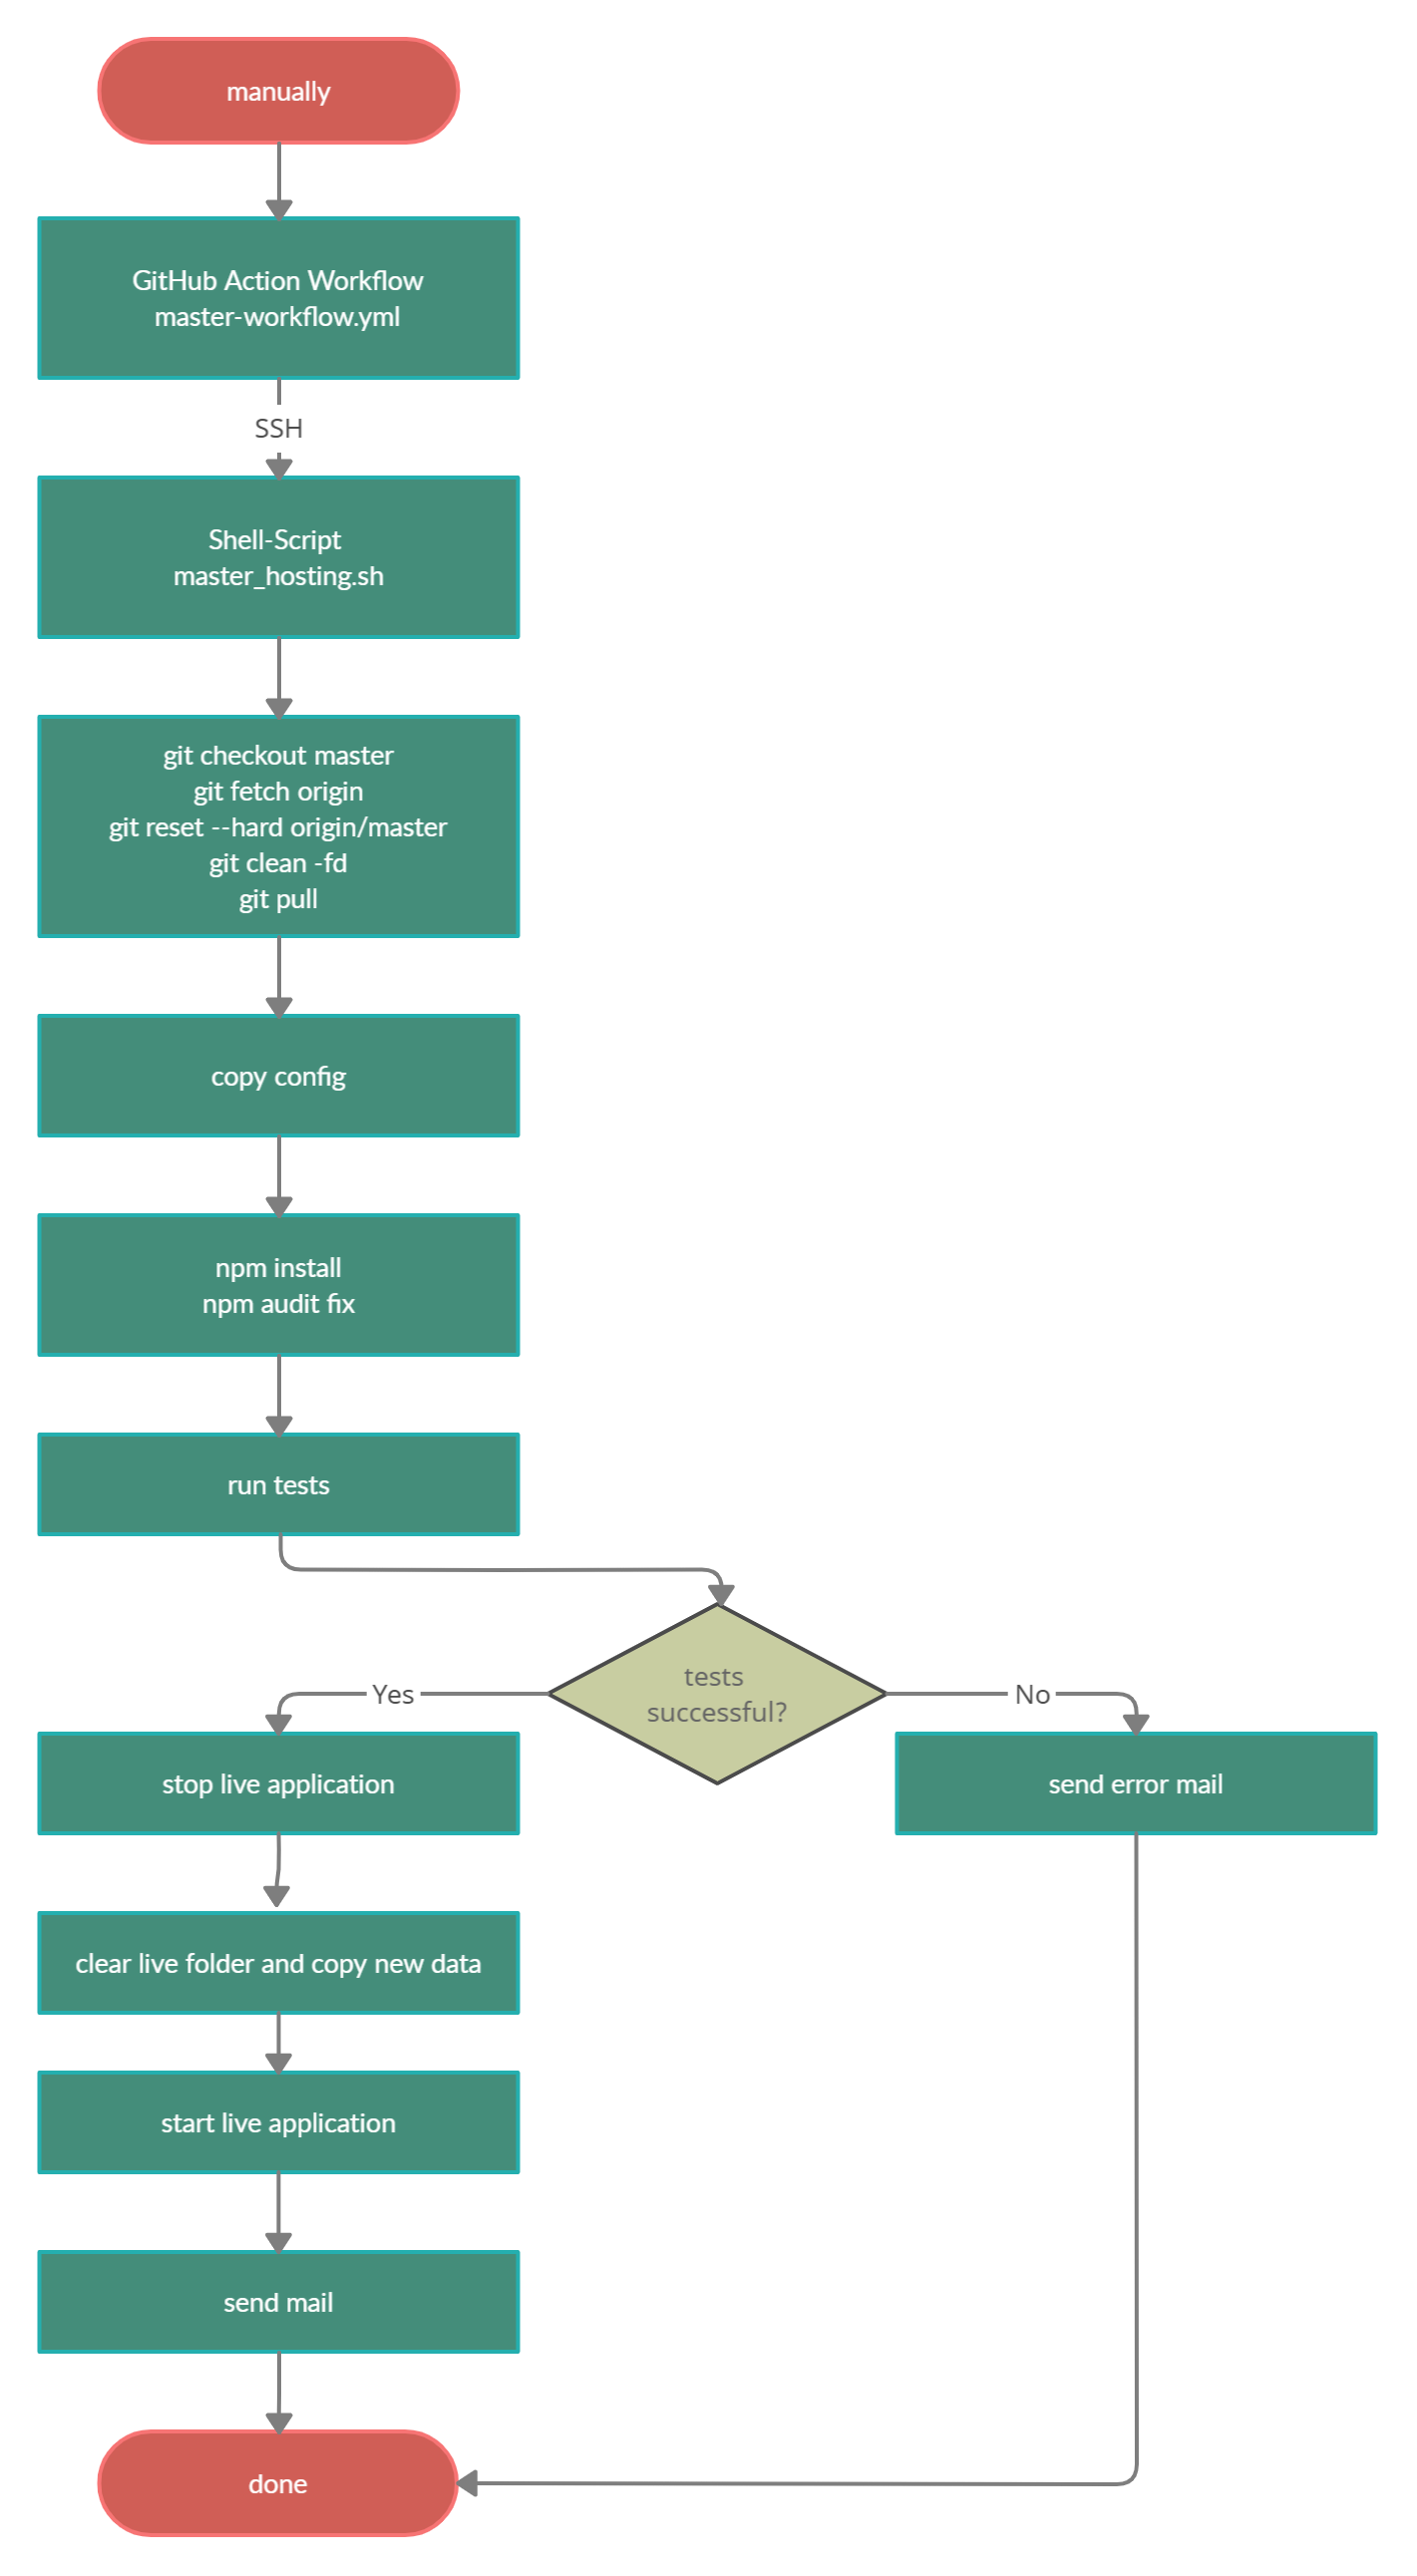 manually
GitHub Action Workflow
master-workflow.yml
SSH
Shell-Script
master_hosting.sh
git checkout master
git fetch origin
git reset --hard origin/master
git clean -fd
git pull
copy config
npm install
npm audit fix
run tests
tests
successful?
Yes
No
stop live application
send error mail
clear live folder and copy new data
start live application
send mail
done